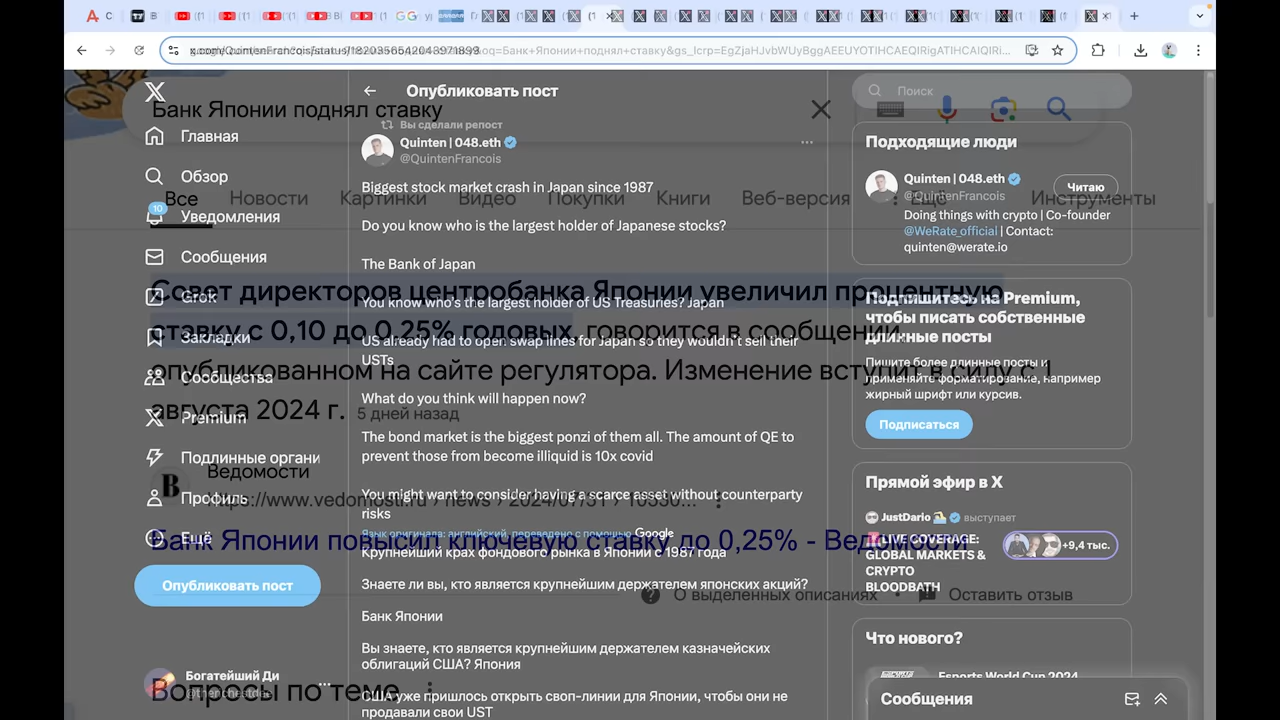 Банк Японии поднял ставку
Все
Новости
Картинки
Видео
Покупки
Книги
Веб-версия
Инструменты
Совет директоров центробанка Японии увеличил процентную
ставку с 0,10 до 0,25% годовых, говорится в сообщении,
опубликованном на сайте регулятора. Изменение вступит в силу с 1
августа 2024 г. 5 дней назад
Ведомости
Банк Японии повысил ключевую ставку до 0,25% - Ведомости
О выделенных описаниях
Оставить отзыв
Вопросы по теме
Главная
Обзор
10
Уведомления
Сообщения
Grok
Закладки
Сообщества
Premium
Подлинные органи
Профиль
Ещё
Опубликовать пост
Богатейший Ди
Опубликовать пост
Вы сделали репост
Quinten | 048.eth
@QuintenFrancois
Biggest stock market crash in Japan since 1987
Do you know who is the largest holder of Japanese stocks?
The Bank of Japan
You know who's the largest holder of US Treasuries? Japan
US already had to open swap lines for Japan so they wouldn't sell their
USTs
What do you think will happen now?
The bond market is the biggest ponzi of them all. The amount of QE to
prevent those from become illiquid is 10x covid
You might want to consider having a scarce asset without counterparty
risks
Язык оригинала: английский, переведено с помощью Google
Крупнейший крах фондового рынка в Японии с 1987 года
Знаете ли вы, кто является крупнейшим держателем японских акций?
Банк Японии
Вы знаете, кто является крупнейшим держателем казначейских
облигаций США? Япония
США уже пришлось открыть своп-линии для Японии, чтобы они не
продавали свои UST
Поиск
Подходящие люди
Quinten | 048.eth
@QuintenFrancois
Читаю
Doing things with crypto | Co-founder
@WeRate_official | Contact:
quinten@werate.io
Подпишитесь на Premium,
чтобы писать собственные
длинные посты
Пишите более длинные посты и
применяйте форматирование, например
жирный шрифт или курсив.
Подписаться
Прямой эфир в X
JustDario выступает
LIVE COVERAGE:
GLOBAL MARKETS &
CRYPTO
BLOODBATH
+9,4 тыс.
Что нового?
Esports World Cup 2024
Сообщения